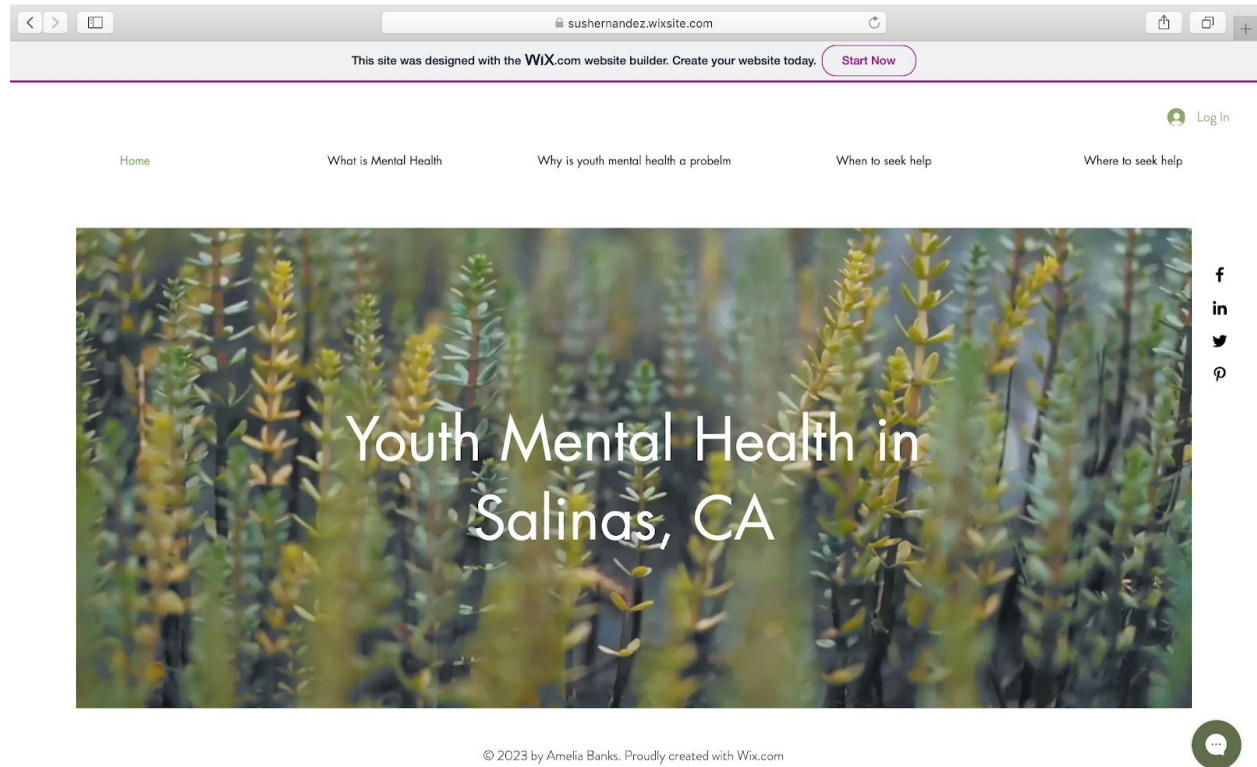 sushernandez.wixsite.com
This site was designed with the WiX.com website builder. Create your website today. Start Now
Log In
Home What is Mental Health Why is youth mental health a probelm When to seek help Where to seek help
f
in
Youth Mental Health in
Salinas, CA
© 2023 by Amelia Banks. Proudly created with Wix.com